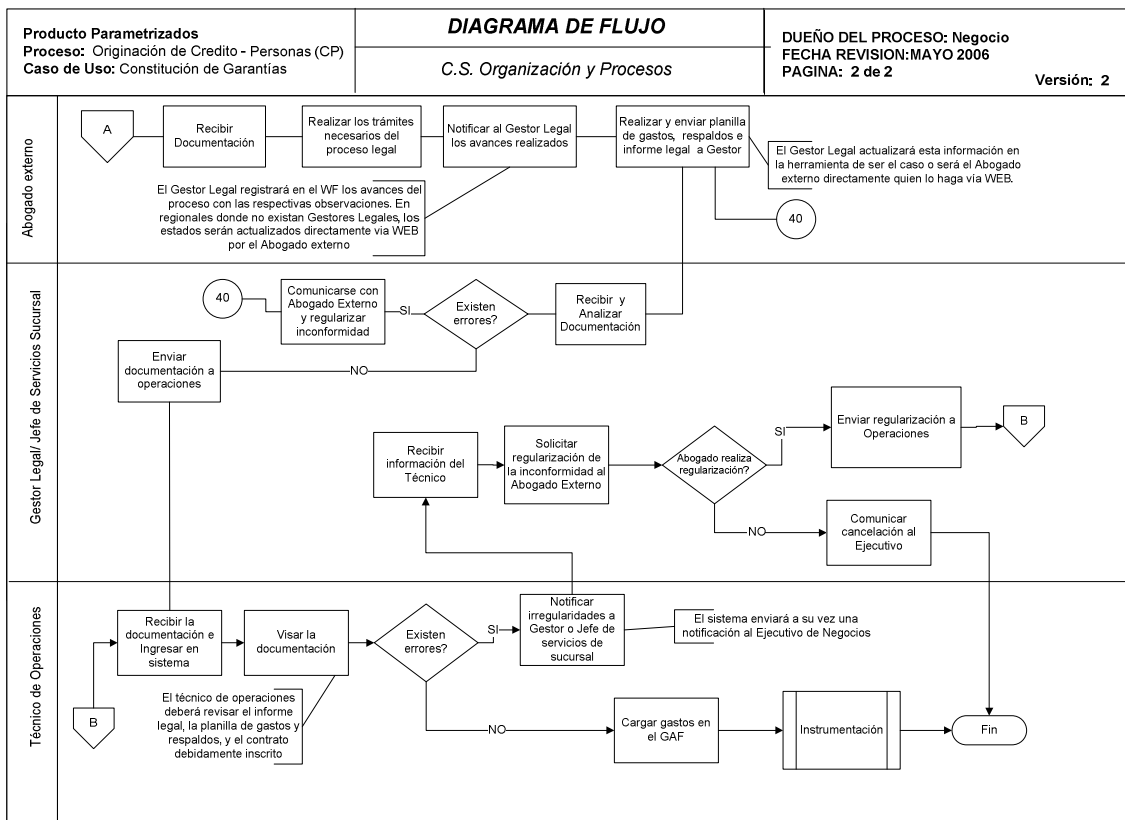 Producto Parametrizados
Proceso: Originación de Credito - Personas (CP)
Caso de Uso: Constitución de Garantías
DIAGRAMA DE FLUJO
C.S. Organización y Procesos
DUEÑO DEL PROCESO: Negocio
FECHA REVISION:MAYO 2006
PAGINA: 2 de 2
Versión: 2
Abogado externo
A
Recibir
Documentación
Realizar los trámites
necesarios del
proceso legal
Notificar al Gestor Legal
los avances realizados
Realizar y enviar planilla
de gastos, respaldos e
informe legal a Gestor
El Gestor Legal actualizará esta información en
la herramienta de ser el caso o será el Abogado
externo directamente quien lo haga vía WEB.
El Gestor Legal registrará en el WF los avances del
proceso con las respectivas observaciones. En
regionales donde no existan Gestores Legales, los
estados serán actualizados directamente via WEB
por el Abogado externo
40
Gestor Legal/ Jefe de Servicios Sucursal
40
Comunicarse con
Abogado Externo
y regularizar
inconformidad
SI
Existen
errores?
Recibir y
Analizar
Documentación
Enviar
documentación a
operaciones
NO
Recibir
información del
Técnico
Solicitar
regularización de
la inconformidad al
Abogado Externo
Abogado realiza
regularización?
SI
Enviar regularización a
Operaciones
B
NO
Comunicar
cancelación al
Ejecutivo
Técnico de Operaciones
Recibir la
documentación e
Ingresar en
sistema
Visar la
documentación
Existen
errores?
SI
Notificar
irregularidades a
Gestor o Jefe de
servicios de
sucursal
El sistema enviará a su vez una
notificación al Ejecutivo de Negocios
B
El técnico de operaciones
deberá revisar el informe
legal, la planilla de gastos y
respaldos, y el contrato
debidamente inscrito
NO
Cargar gastos en
el GAF
Instrumentación
Fin